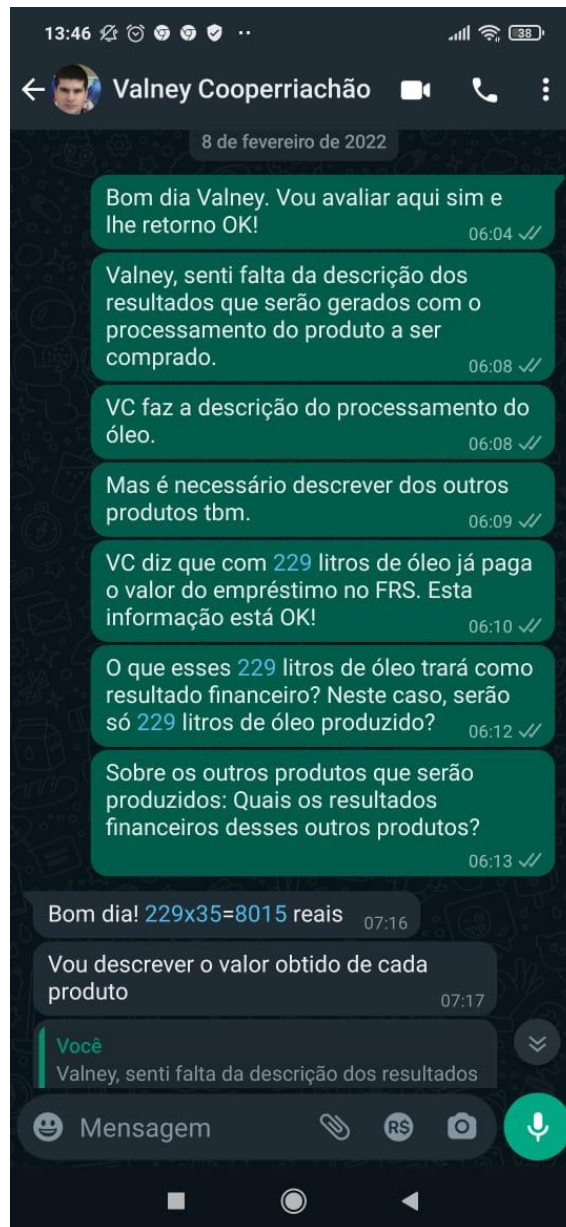 13:46
38
Valney Cooperriachão
8 de fevereiro de 2022
Bom dia Valney. Vou avaliar aqui sim e
lhe retorno OK!
06:04
Valney, senti falta da descrição dos
resultados que serão gerados com o
processamento do produto a ser
comprado.
06:08
VC faz a descrição do processamento do
óleo.
06:08
Mas é necessário descrever dos outros
produtos tbm.
06:09
VC diz que com 229 litros de óleo já paga
o valor do empréstimo no FRS. Esta
informação está OK!
06:10
O que esses 229 litros de óleo trará como
resultado financeiro? Neste caso, serão
só 229 litros de óleo produzido?
06:12
Sobre os outros produtos que serão
produzidos: Quais os resultados
financeiros desses outros produtos?
06:13
Bom dia! 229x35=8015 reais
07:16
Vou descrever o valor obtido de cada
produto
07:17
Você
Valney, senti falta da descrição dos resultados
Mensagem
R$